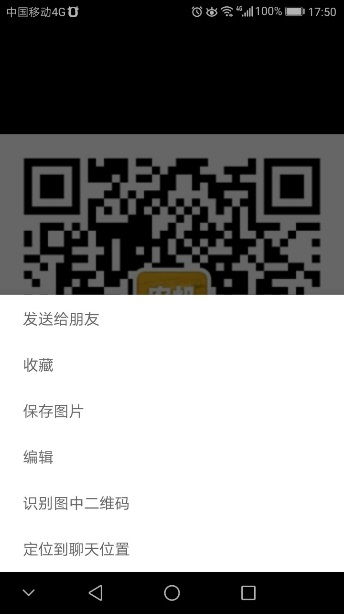 中国移动4G
4G 100% 17:50
发送给朋友
收藏
保存图片
编辑
识别图中二维码
定位到聊天位置